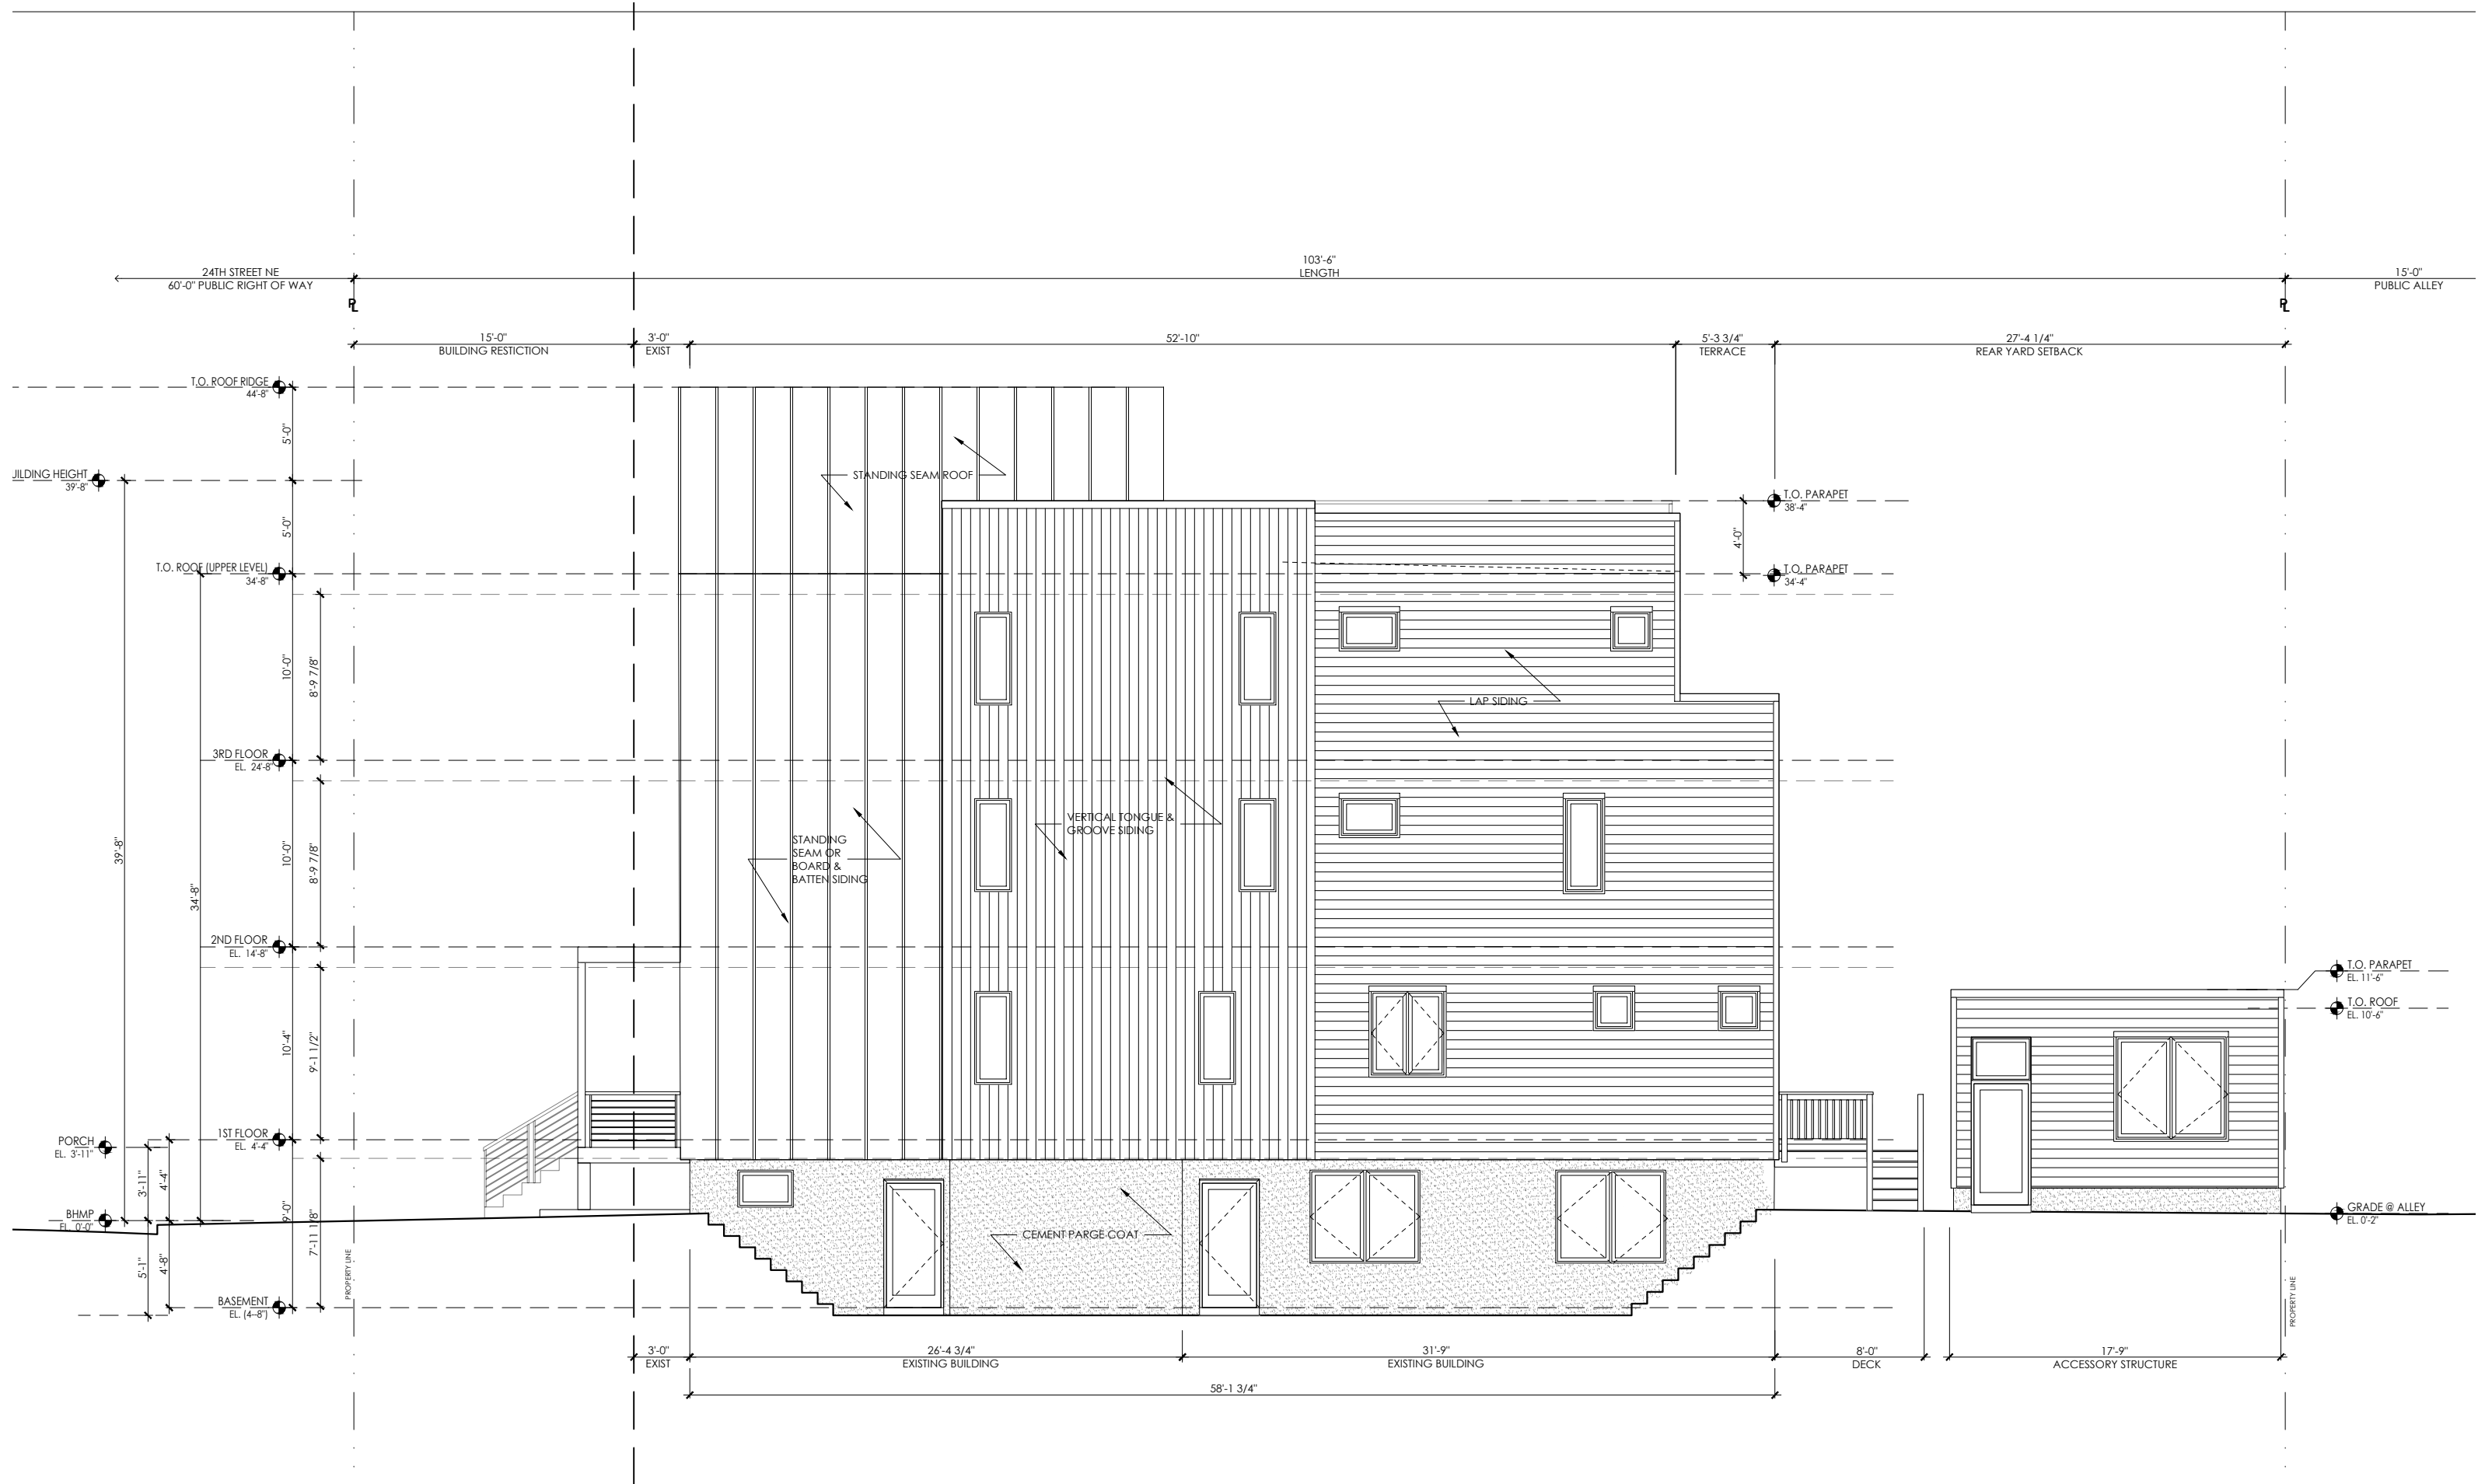 103'-6"
LENGTH
24TH STREET NE
60'-0" PUBLIC RIGHT OF WAY
15'-0"
PUBLIC ALLEY
PL
PL
15'-0"
BUILDING RESTICTION
3'-0"
EXIST
52'-10"
5'-3 3/4"
TERRACE
27'-4 1/4"
REAR YARD SETBACK
T.O. ROOF RIDGE
44'-8"
5'-0"
UILDING HEIGHT
39'-8"
STANDING SEAM ROOF
5'-0"
T.O. PARAPET
38'-4"
4'-0"
T.O. ROOF (UPPER LEVEL)
34'-8"
T.O. PARAPET
34'-4"
10'-0"
8'-9 7/8"
LAP SIDING
3RD FLOOR
EL. 24'-8"
39'-8"
34'-8"
10'-0"
8'-9 7/8"
VERTICAL TONGUE &
GROOVE SIDING
STANDING
SEAM OR
BOARD &
BATTEN SIDING
2ND FLOOR
EL. 14'-8"
T.O. PARAPET
EL. 11'-6"
T.O. ROOF
EL. 10'-6"
10'-4"
9'-1 1/2"
1ST FLOOR
EL. 4'-4"
PORCH
EL. 3'-11"
3'-11"
4'-4"
9'-0"
7'-11 1/8"
BHMP
EL. 0'-0"
GRADE @ ALLEY
EL. 0'-2"
CEMENT PARGE COAT
5'-1"
4'-8"
PROPERTY LINE
PROPERTY LINE
BASEMENT
EL. (4--8")
3'-0"
EXIST
26'-4 3/4"
EXISTING BUILDING
31'-9"
EXISTING BUILDING
8'-0"
DECK
17'-9"
ACCESSORY STRUCTURE
58'-1 3/4"